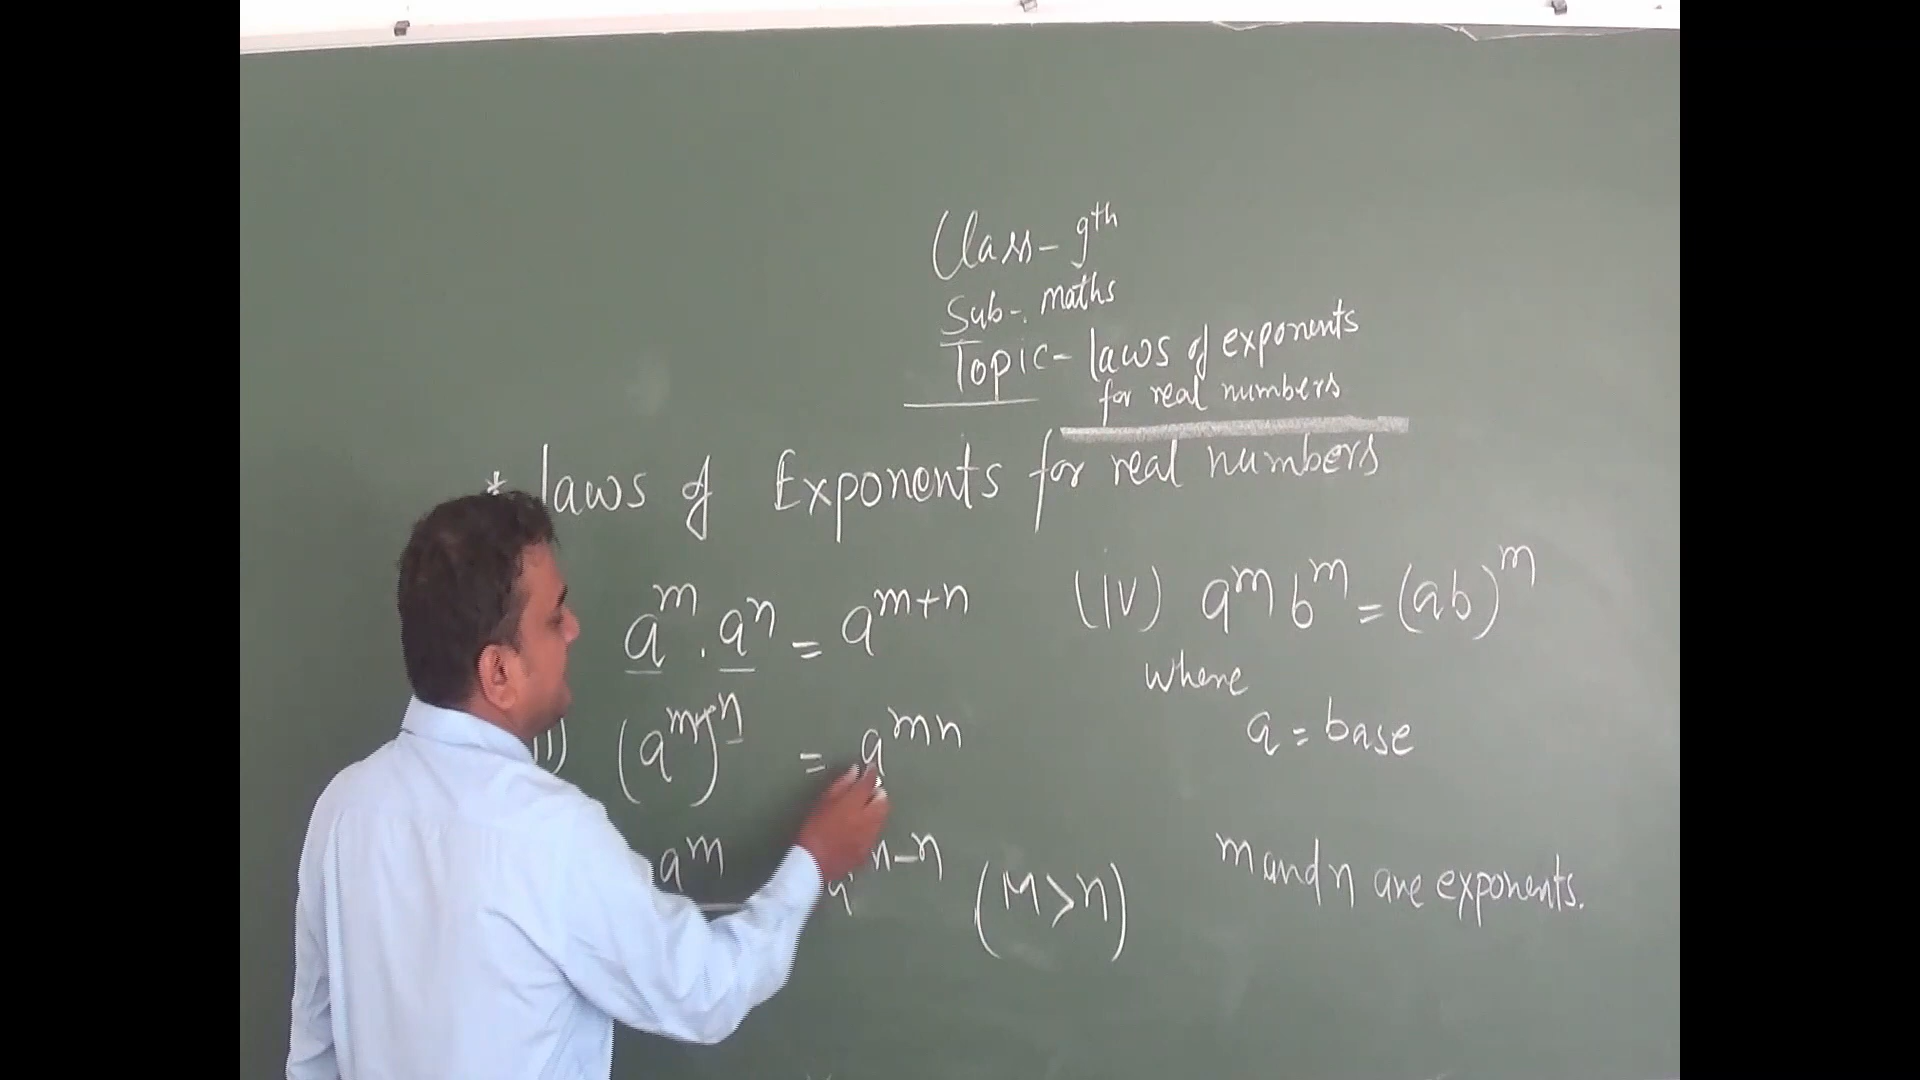 Class - 9th
Sub - maths
Topic - laws of exponents
for real numbers
* laws of Exponents for real numbers
a^m . a^n = a^{m+n}
(ii) (a^m)^n = a^{mn}
a^m a^{m-n} (m>n)
(iv) a^m b^m = (ab)^m
where
a = base
m and n are exponents.